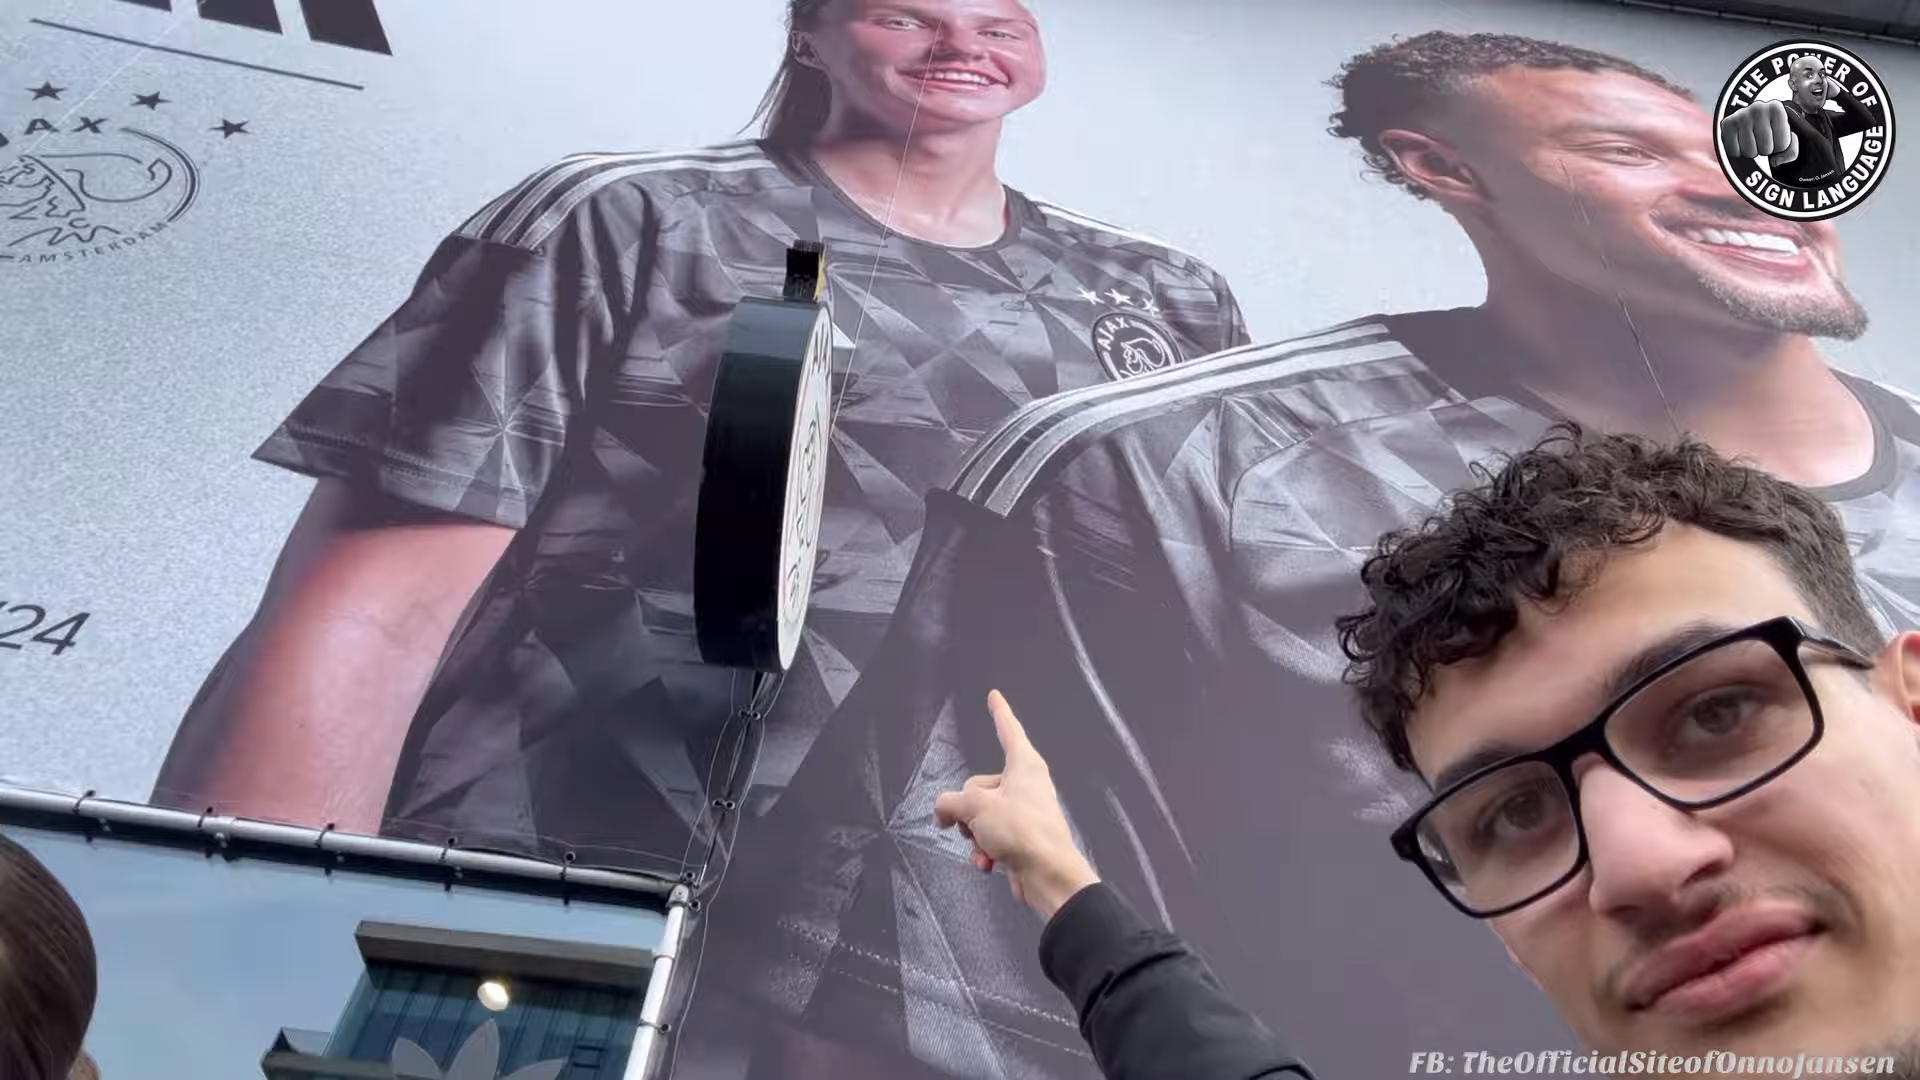 AJAX
AMSTERDAM
/24
AJAX
THE POWER OF
SIGN LANGUAGE
FB: TheOfficialSiteofOnnoJansen